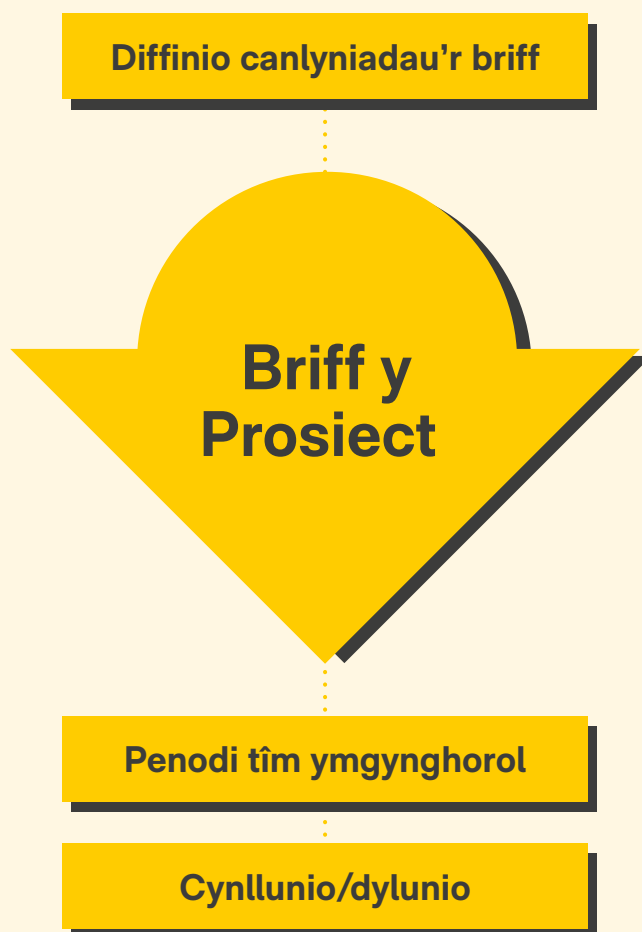 Diffinio canlyniadau’r briff
Briff y
Prosiect
Penodi tîm ymgynghorol
Cynllunio/dylunio